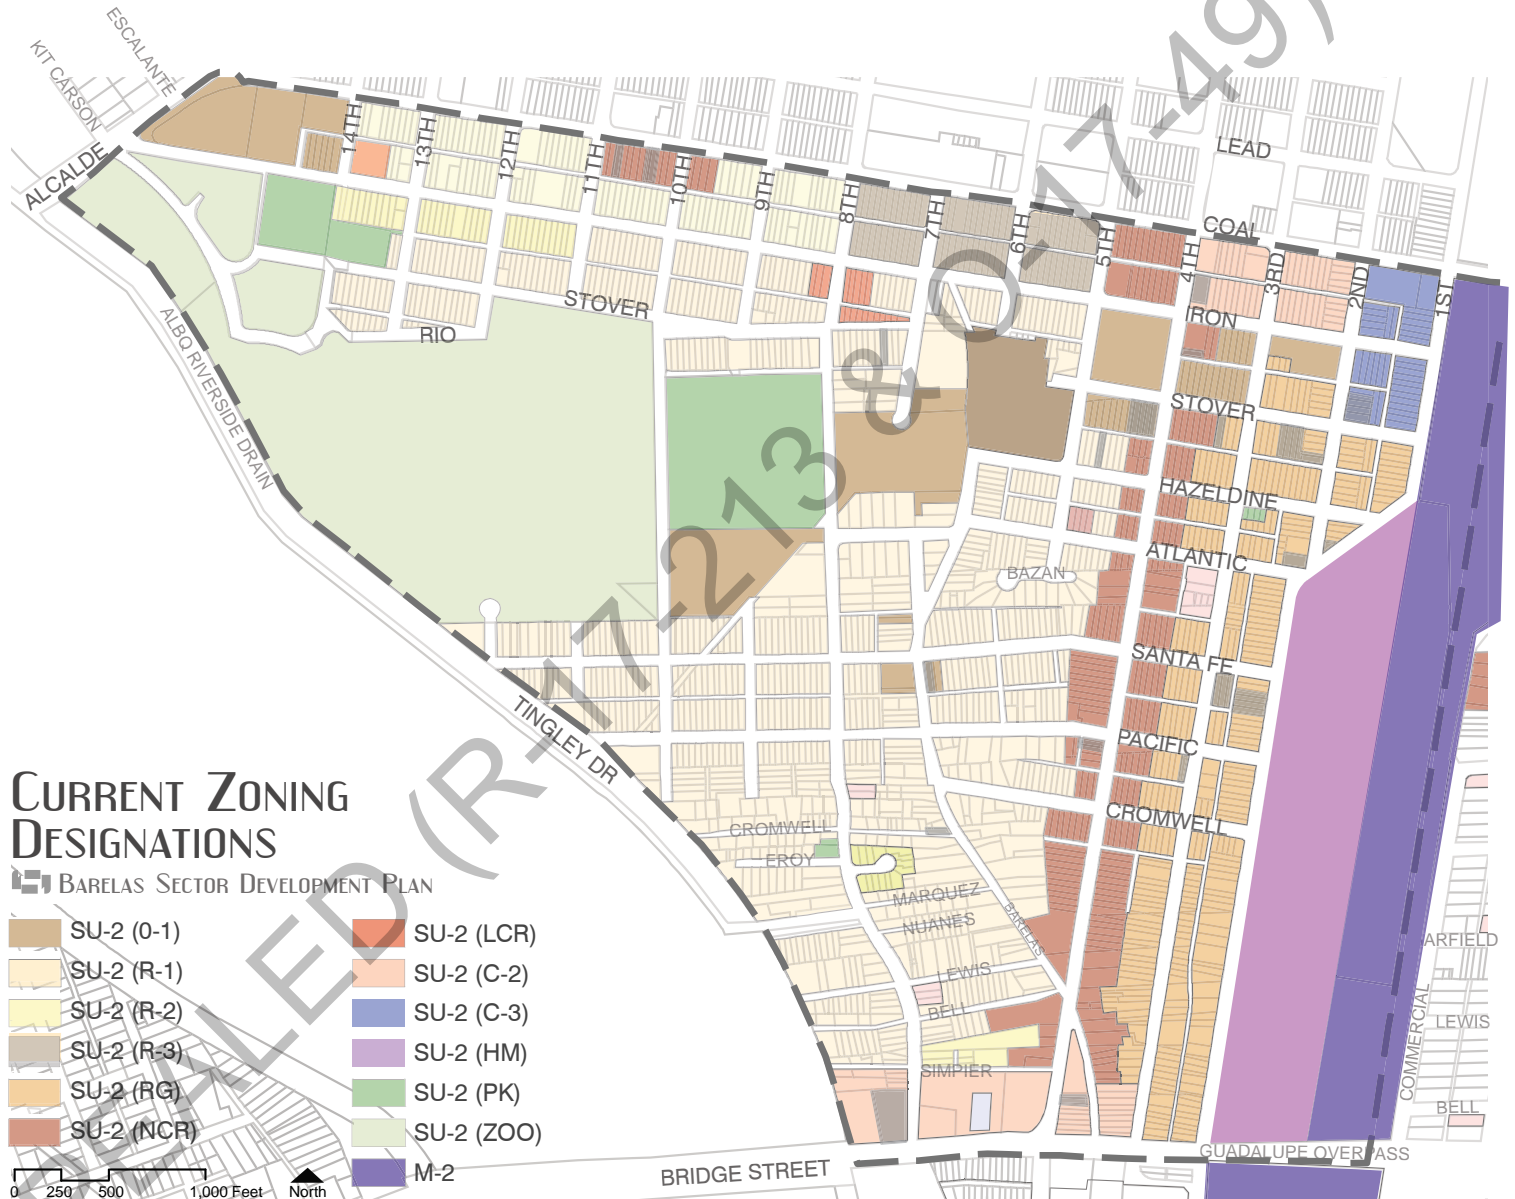 ESCALANTE
KIT CARSON
ALCALDE
14TH
13TH
12TH
11TH
10TH
9TH
8TH
7TH
6TH
5TH
4TH
3RD
2ND
1ST
LEAD
COAL
IRON
STOVER
STOVER
RIO
ALBQ RIVERSIDE DRAIN
HAZELDINE
ATLANTIC
BAZAN
SANTA FE
TINGLEY DR
PACIFIC
CROMWELL
CROMWELL
EROY
MARQUEZ
NUANES
BARELAS
LEWIS
BELL
SIMPIER
ARFIELD
LEWIS
COMMERCIAL
BELL
GUADALUPE OVERPASS
BRIDGE STREET
EALED (R-17-213 & O-17-49)
CURRENT ZONING
DESIGNATIONS
BARELAS SECTOR DEVELOPMENT PLAN
SU-2 (0-1)
SU-2 (R-1)
SU-2 (R-2)
SU-2 (R-3)
SU-2 (RG)
SU-2 (NCR)
SU-2 (LCR)
SU-2 (C-2)
SU-2 (C-3)
SU-2 (HM)
SU-2 (PK)
SU-2 (ZOO)
M-2
0 250 500 1,000 Feet North